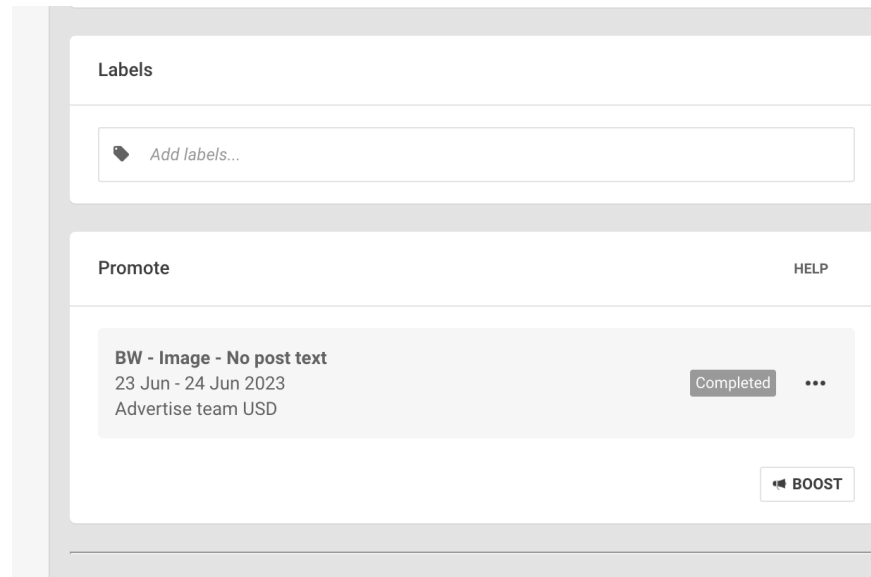 Labels
Add labels...
Promote
HELP
BW - Image - No post text
23 Jun - 24 Jun 2023
Completed
Advertise team USD
BOOST